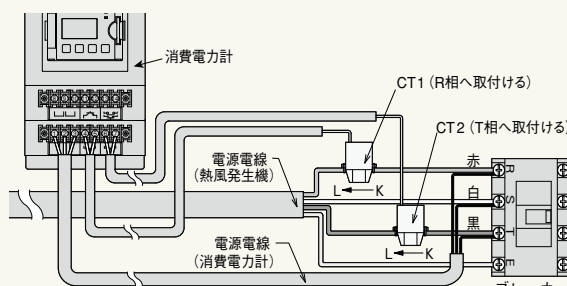 消費電力計
CT1（R相へ取付ける）
CT2（T相へ取付ける）
電源電線
（熱風発生機）
L K
赤
R
白
S
黒
T
L K
E
電源電線
（消費電力計）